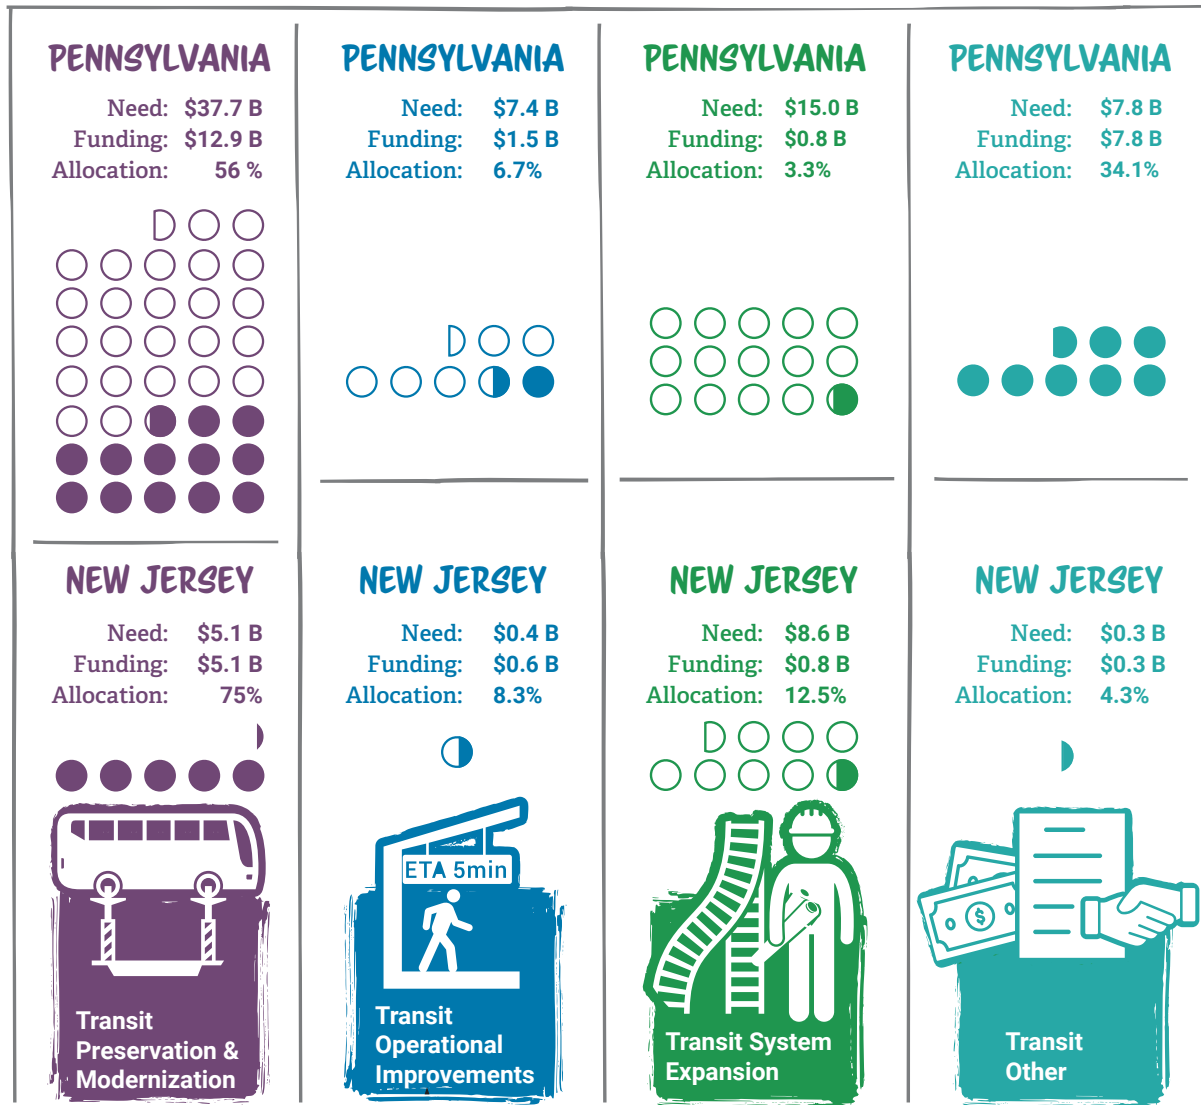 PENNSYLVANIA
Need: $37.7 B
Funding: $12.9 B
Allocation: 56 %
PENNSYLVANIA
Need: $7.4 B
Funding: $1.5 B
Allocation: 6.7%
PENNSYLVANIA
Need: $15.0 B
Funding: $0.8 B
Allocation: 3.3%
PENNSYLVANIA
Need: $7.8 B
Funding: $7.8 B
Allocation: 34.1%
NEW JERSEY
Need: $5.1 B
Funding: $5.1 B
Allocation: 75%
NEW JERSEY
Need: $0.4 B
Funding: $0.6 B
Allocation: 8.3%
NEW JERSEY
Need: $8.6 B
Funding: $0.8 B
Allocation: 12.5%
NEW JERSEY
Need: $0.3 B
Funding: $0.3 B
Allocation: 4.3%
Transit
Preservation &
Modernization
ETA 5min
Transit
Operational
Improvements
Transit System
Expansion
$
Transit
Other